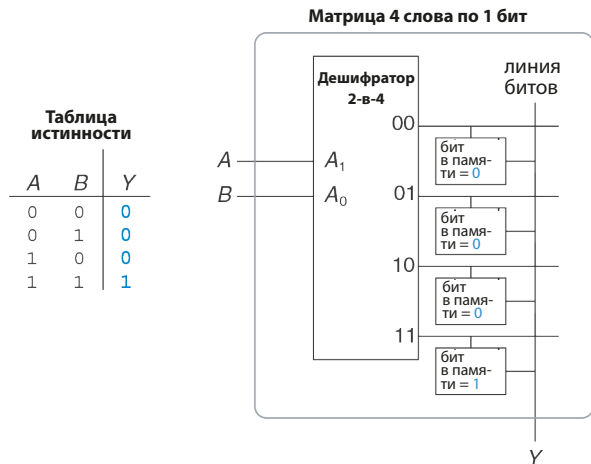 Матрица 4 слова по 1 бит
Таблица
истинности
A B Y
0 0 0
0 1 0
1 0 0
1 1 1
A
B
Дешифратор
2-в-4
A1
A0
линия
битов
00
бит
в памя-
ти = 0
01
бит
в памя-
ти = 0
10
бит
в памя-
ти = 0
11
бит
в памя-
ти = 1
Y